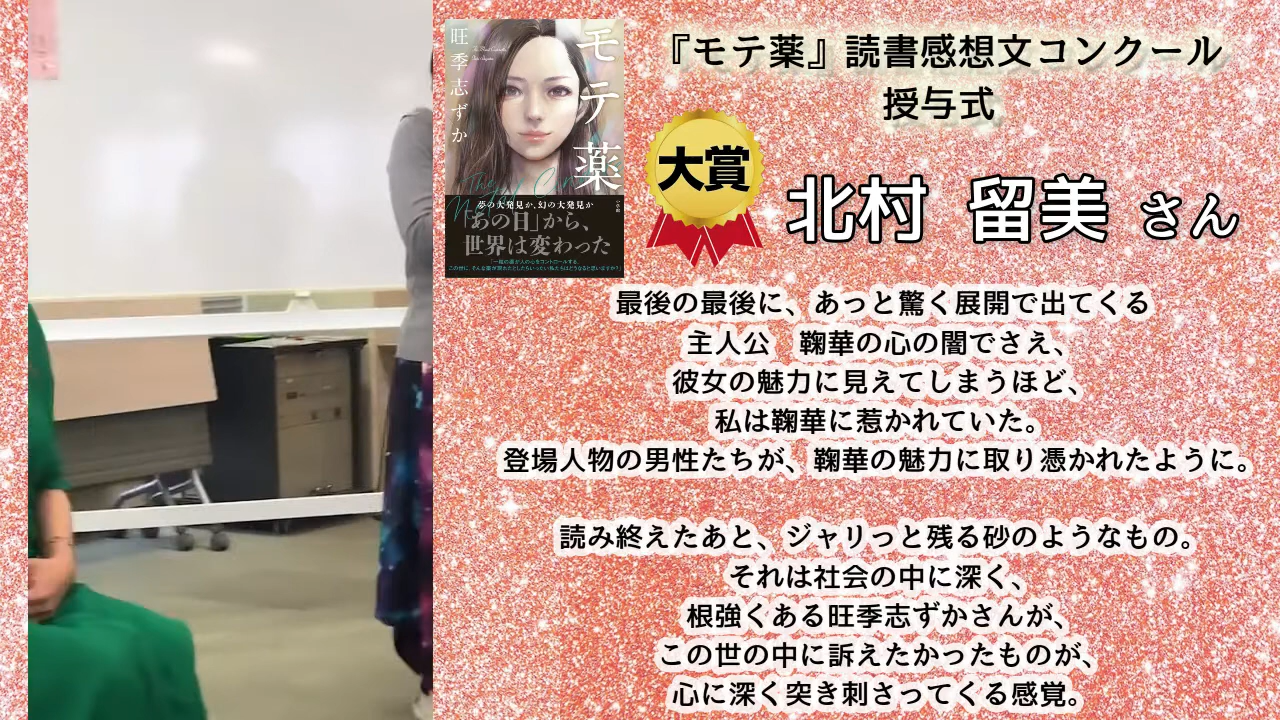 『モテ薬』読書感想文コンクール
授与式
大賞
北村 留美 さん
旺季志ずか
モテ薬
夢の大発見か、幻の大発見か
「あの日」から、
世界は変わった
最後の最後に、あっと驚く展開で出てくる
主人公 鞠華の心の闇でさえ、
彼女の魅力に見えてしまうほど、
私は鞠華に惹かれていた。
登場人物の男性たちが、鞠華の魅力に取り憑かれたように。
読み終えたあと、ジャリっと残る砂のようなもの。
それは社会の中に深く、
根強くある旺季志ずかさんが、
この世の中に訴えたかったものが、
心に深く突き刺さってくる感覚。